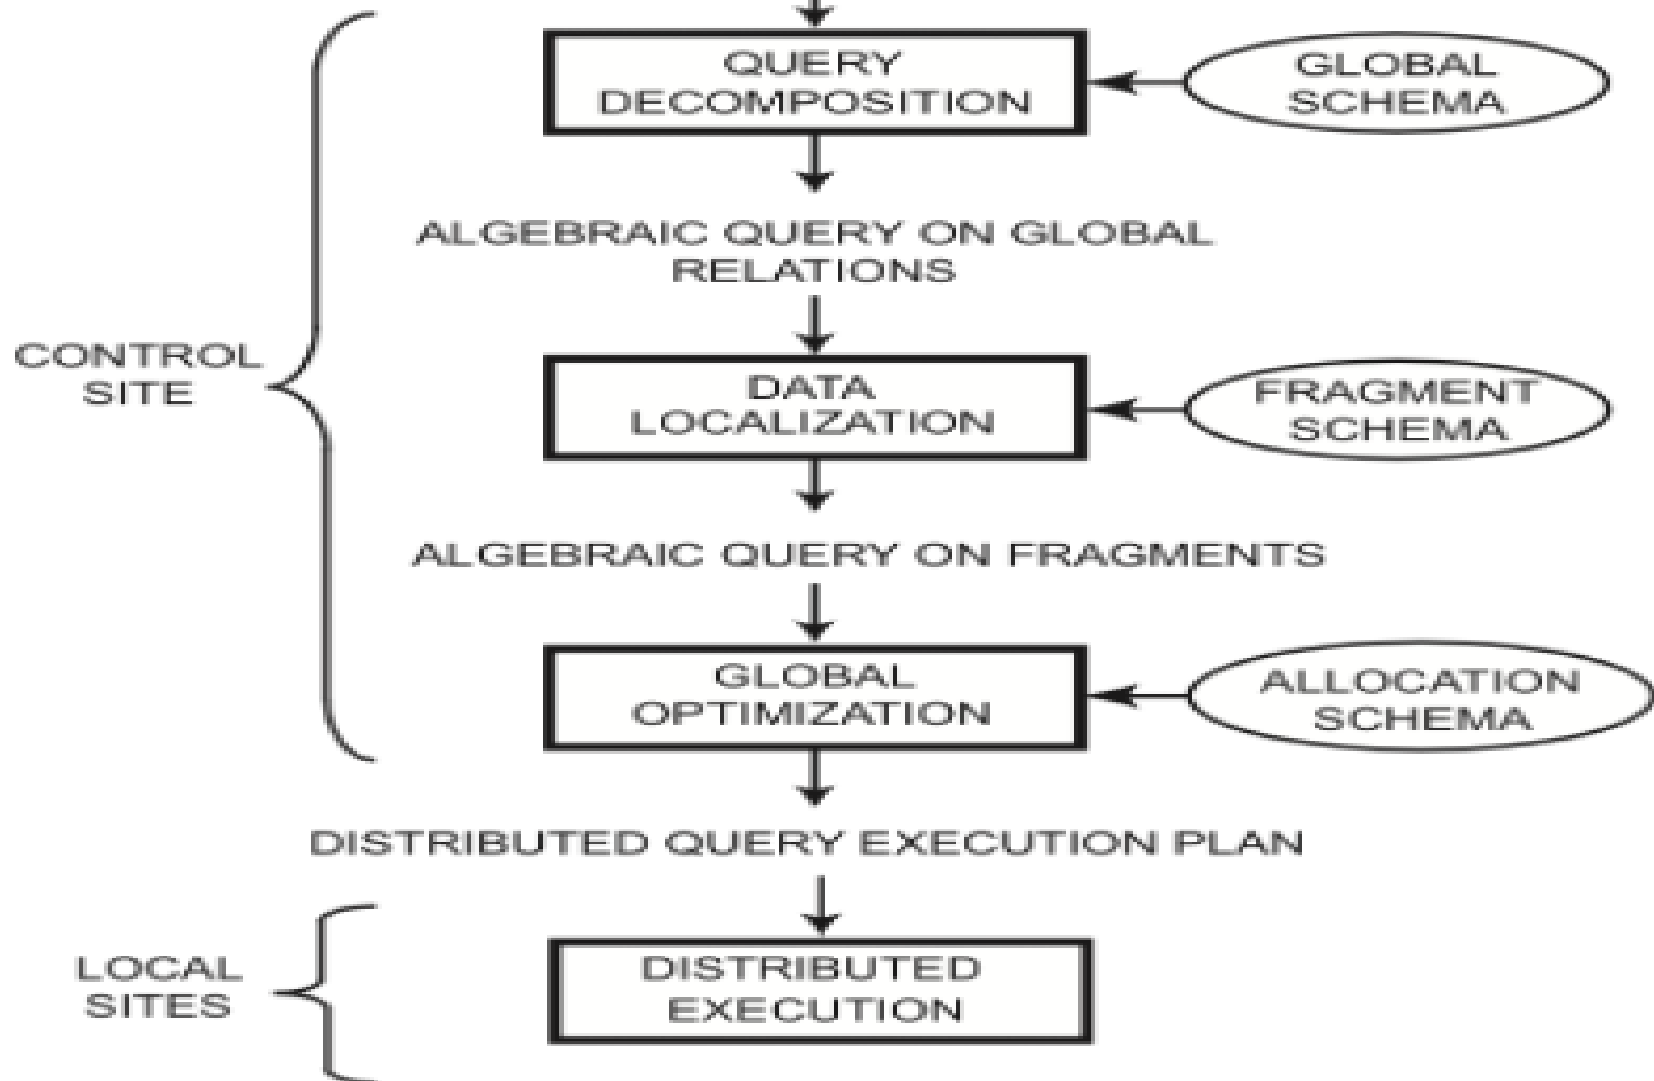 QUERY
DECOMPOSITION
GLOBAL
SCHEMA
ALGEBRAIC QUERY ON GLOBAL
RELATIONS
CONTROL
SITE
DATA
LOCALIZATION
FRAGMENT
SCHEMA
ALGEBRAIC QUERY ON FRAGMENTS
GLOBAL
OPTIMIZATION
ALLOCATION
SCHEMA
DISTRIBUTED QUERY EXECUTION PLAN
LOCAL
SITES
DISTRIBUTED
EXECUTION